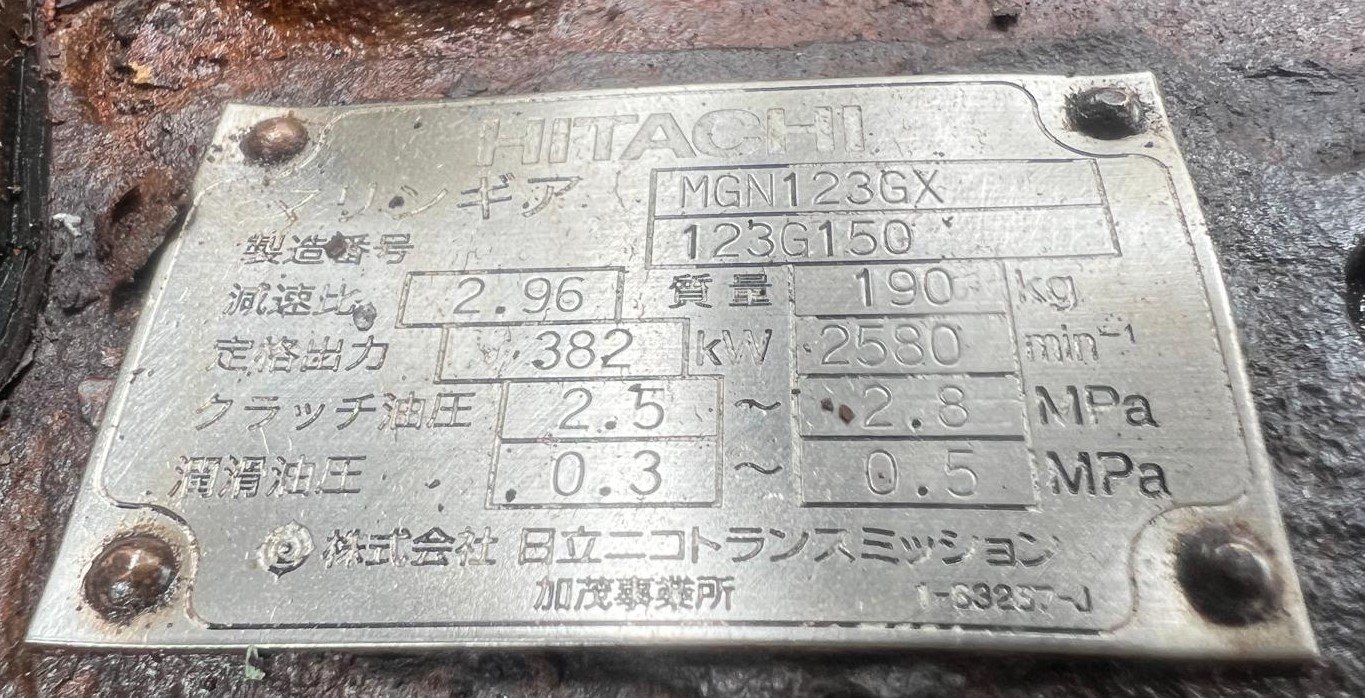 HITACHI
マリンギア MGN123GX
製造番号 123G150
減速比 2.96 質量 190 kg
定格出力 382 kW 2580 min⁻¹
クラッチ油圧 2.5 ～ 2.8 MPa
潤滑油圧 0.3 ～ 0.5 MPa
株式会社 日立ニコトランスミッション
加茂事業所